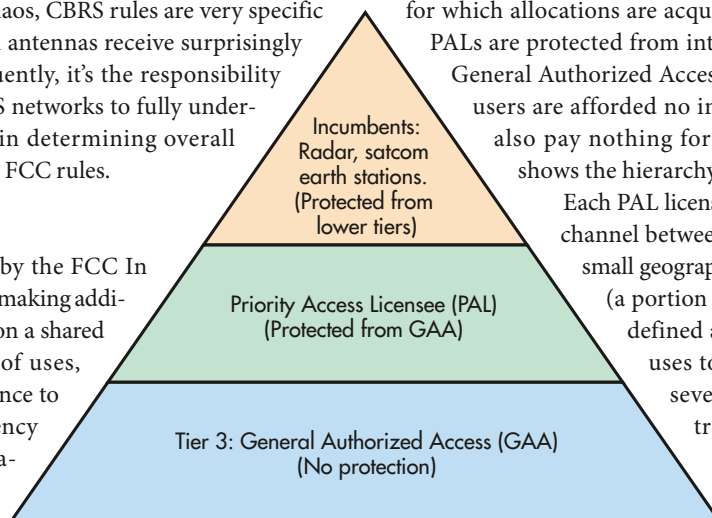 aos, CBRS rules are very specific
antennas receive surprisingly
uently, it's the responsibility
S networks to fully under-
in determining overall
FCC rules.
by the FCC In
making addi-
on a shared
of uses,
nce to
ency
a-
Incumbents:
Radar, satcom
earth stations.
(Protected from
lower tiers)
Priority Access Licensee (PAL)
(Protected from GAA)
Tier 3: General Authorized Access (GAA)
(No protection)
for which allocations are acqu
PALs are protected from int
General Authorized Acces
users are afforded no in
also pay nothing for
shows the hierarchy
Each PAL licens
channel betwee
small geograp
(a portion
defined a
uses to
seve
tr